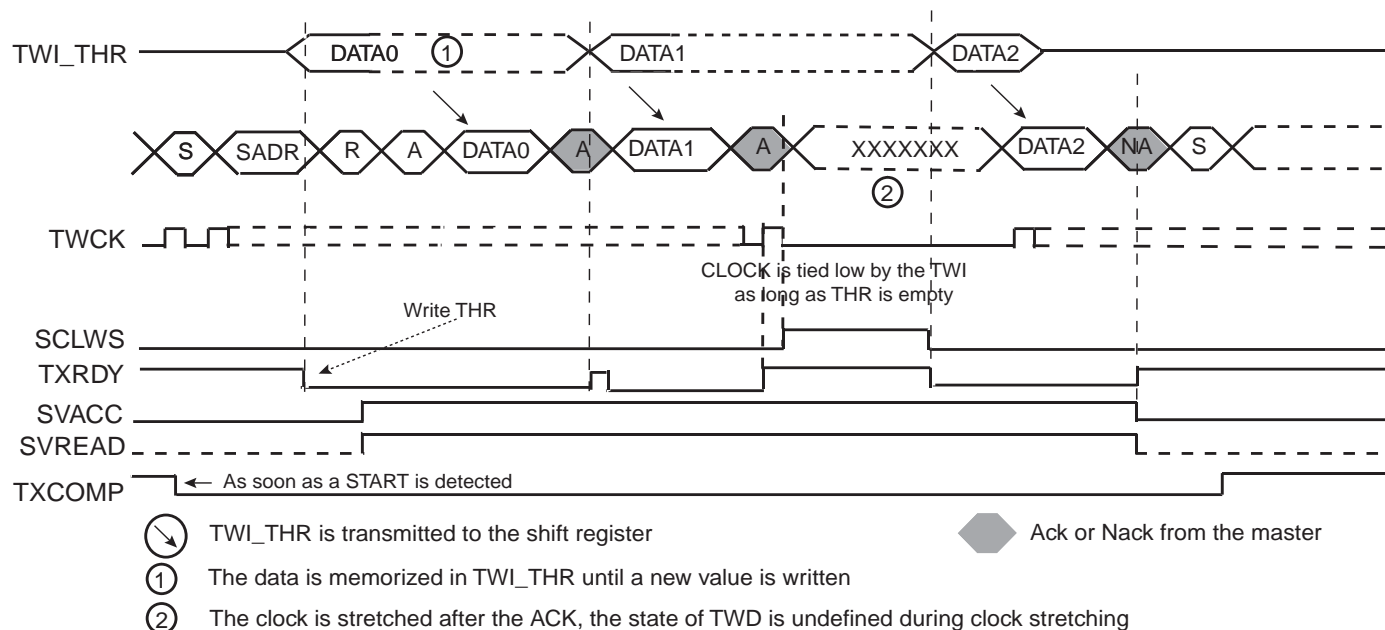 TWI_THR DATA0 1 DATA1 DATA2
S SADR R A DATA0 A DATA1 A XXXXXXX DATA2 NA S
2
TWCK
CLOCK is tied low by the TWI
as long as THR is empty
Write THR
SCLWS
TXRDY
SVACC
SVREAD
TXCOMP As soon as a START is detected
TWI_THR is transmitted to the shift register Ack or Nack from the master
1 The data is memorized in TWI_THR until a new value is written
2 The clock is stretched after the ACK, the state of TWD is undefined during clock stretching